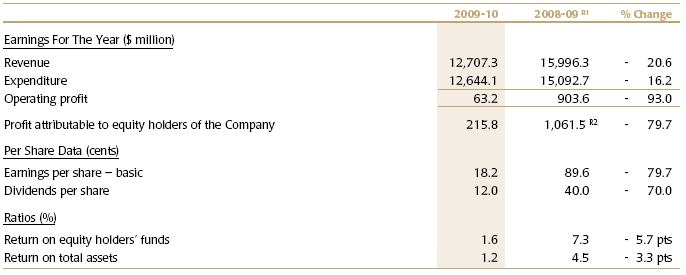 2009-10 2008-09 R1 % Change
Earnings For The Year ($ million)
Revenue 12,707.3 15,996.3 - 20.6
Expenditure 12,644.1 15,092.7 - 16.2
Operating profit 63.2 903.6 - 93.0
Profit attributable to equity holders of the Company 215.8 1,061.5 R2 - 79.7
Per Share Data (cents)
Earnings per share – basic 18.2 89.6 - 79.7
Dividends per share 12.0 40.0 - 70.0
Ratios (%)
Return on equity holders' funds 1.6 7.3 - 5.7 pts
Return on total assets 1.2 4.5 - 3.3 pts